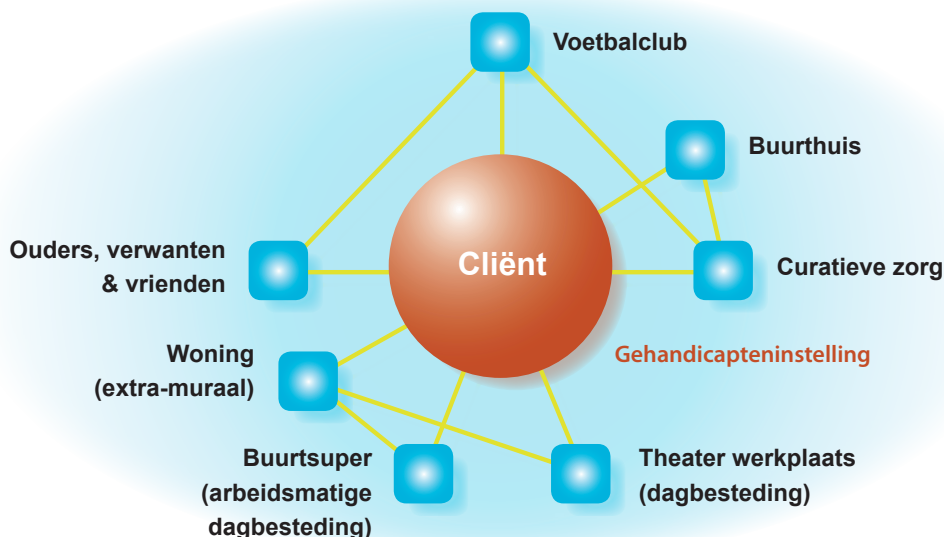 Voetbalclub
Buurthuis
Ouders, verwanten
& vrienden
Cliënt
Curatieve zorg
Woning
(extra-muraal)
Gehandicapteninstelling
Buurtsuper
(arbeidsmatige
dagbesteding)
Theater werkplaats
(dagbesteding)